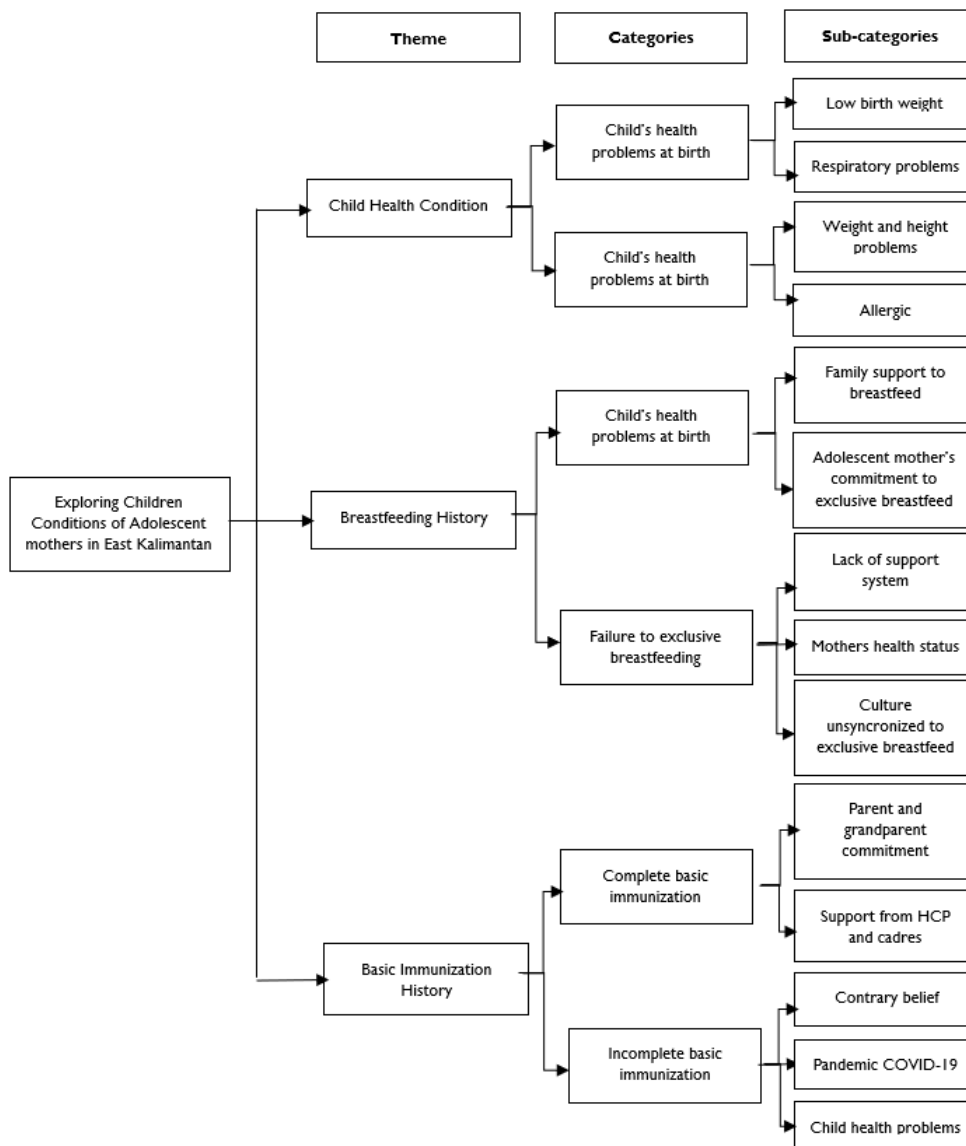 Theme
Categories
Sub-categories
Low birth weight
Child's health
problems at birth
Respiratory problems
Child Health Condition
Weight and height
problems
Child's health
problems at birth
Allergic
Family support to
breastfeed
Child's health
problems at birth
Adolescent mother's
commitment to
exclusive breastfeed
Exploring Children
Conditions of Adolescent
mothers in East Kalimantan
Breastfeeding History
Lack of support
system
Failure to exclusive
breastfeeding
Mothers health status
Culture
unsyncronized to
exclusive breastfeed
Parent and
grandparent
commitment
Complete basic
immunization
Support from HCP
and cadres
Basic Immunization
History
Contrary belief
Incomplete basic
immunization
Pandemic COVID-19
Child health problems